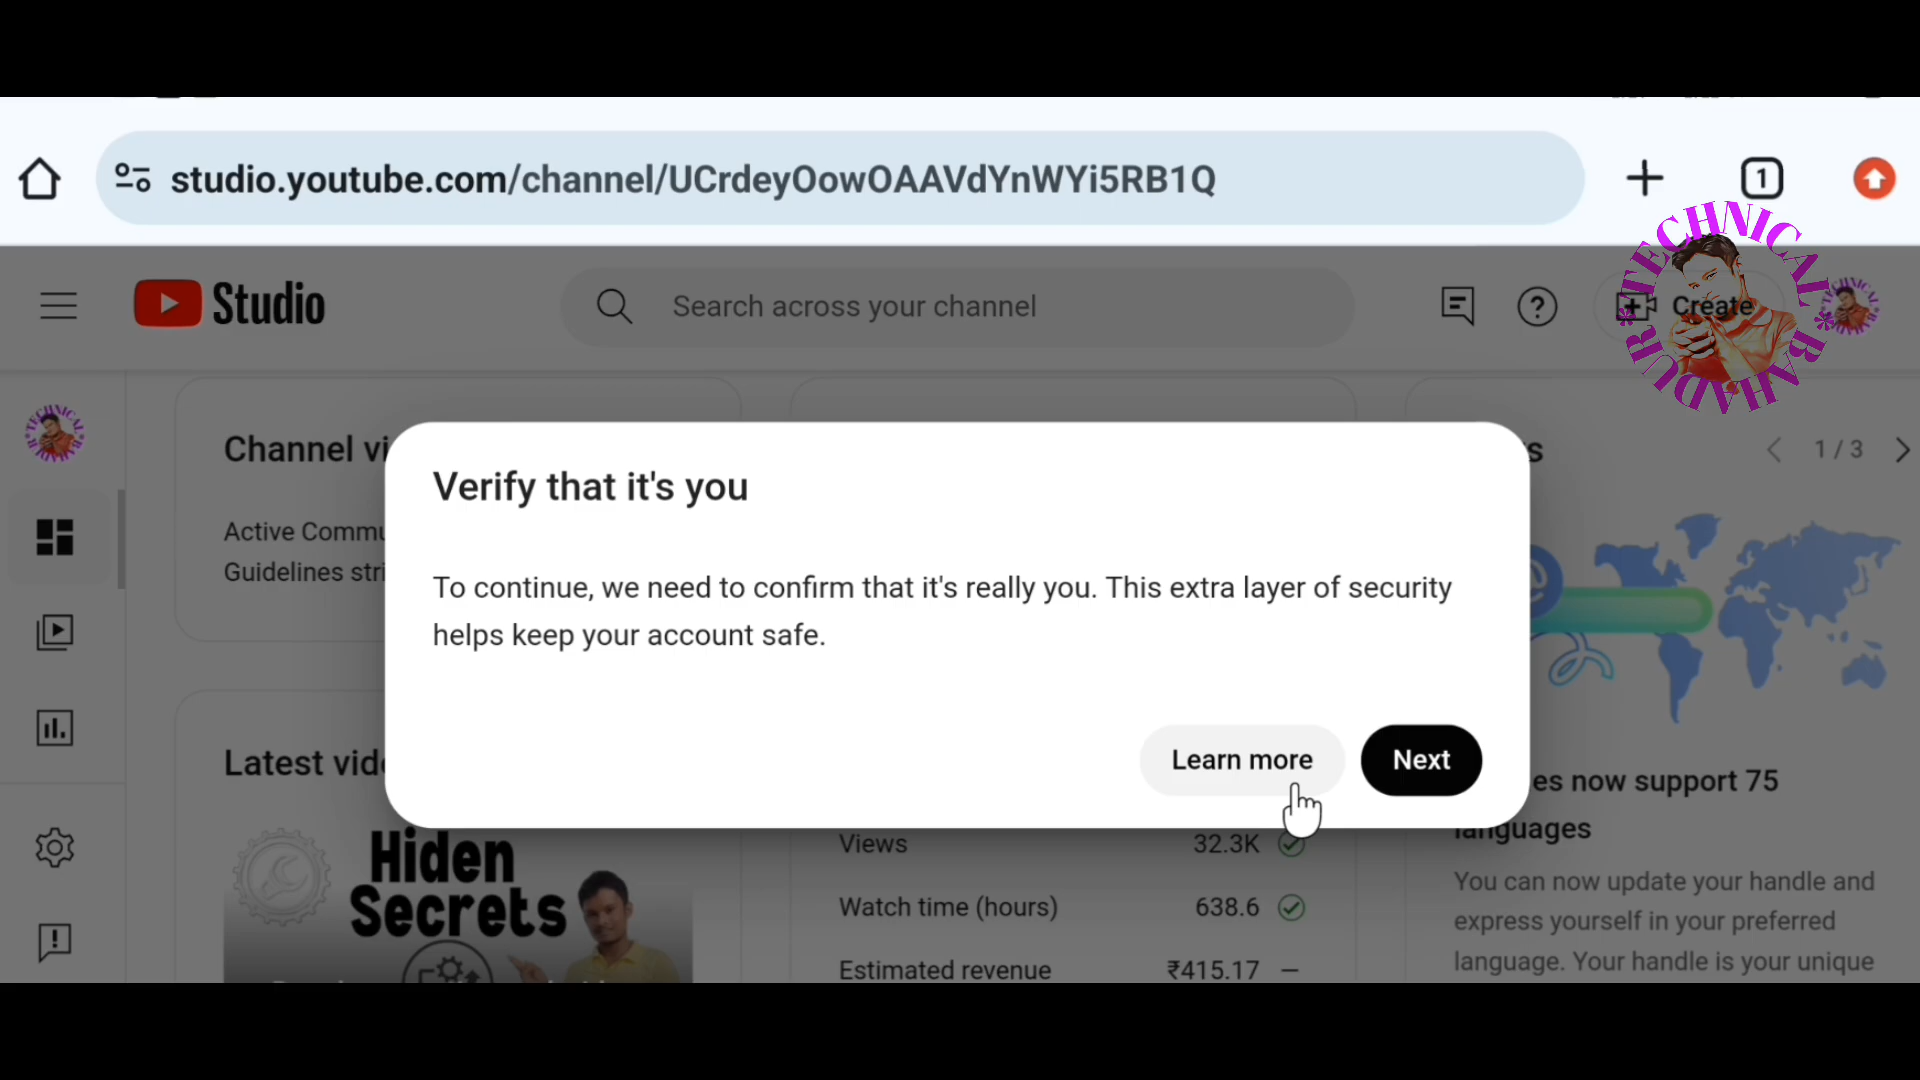 studio.youtube.com/channel/UCrdeyOowOAAVdYnWYi5RB1Q
1
*TECHNICAL*
BAHADUR
Studio
Search across your channel
Create
Channel vi
s
1 / 3
Active Commu
Guidelines stri
Verify that it's you
To continue, we need to confirm that it's really you. This extra layer of security
helps keep your account safe.
Learn more
Next
Latest vide
es now support 75
languages
Hiden
Secrets
Views
32.3K
Watch time (hours)
638.6
Estimated revenue
₹415.17 —
You can now update your handle and
express yourself in your preferred
language. Your handle is your unique